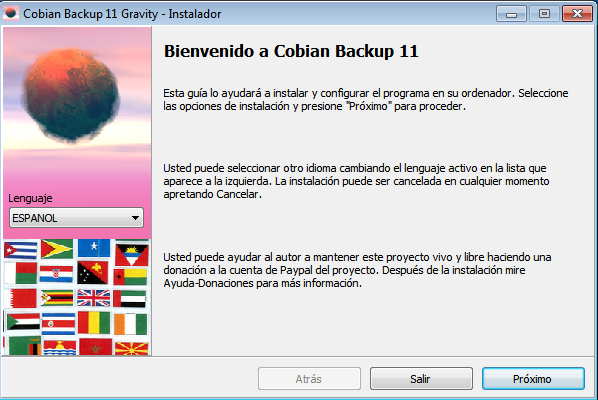 Cobian Backup 11 Gravity - Instalador
Bienvenido a Cobian Backup 11
Esta guía lo ayudará a instalar y configurar el programa en su ordenador. Seleccione
las opciones de instalación y presione "Próximo" para proceder.
Lenguaje
ESPANOL
Usted puede seleccionar otro idioma cambiando el lenguaje activo en la lista que
aparece a la izquierda. La instalación puede ser cancelada en cualquier momento
apretando Cancelar.
Usted puede ayudar al autor a mantener este proyecto vivo y libre haciendo una
donación a la cuenta de Paypal del proyecto. Después de la instalación mire
Ayuda-Donaciones para más información.
Atrás
Salir
Próximo